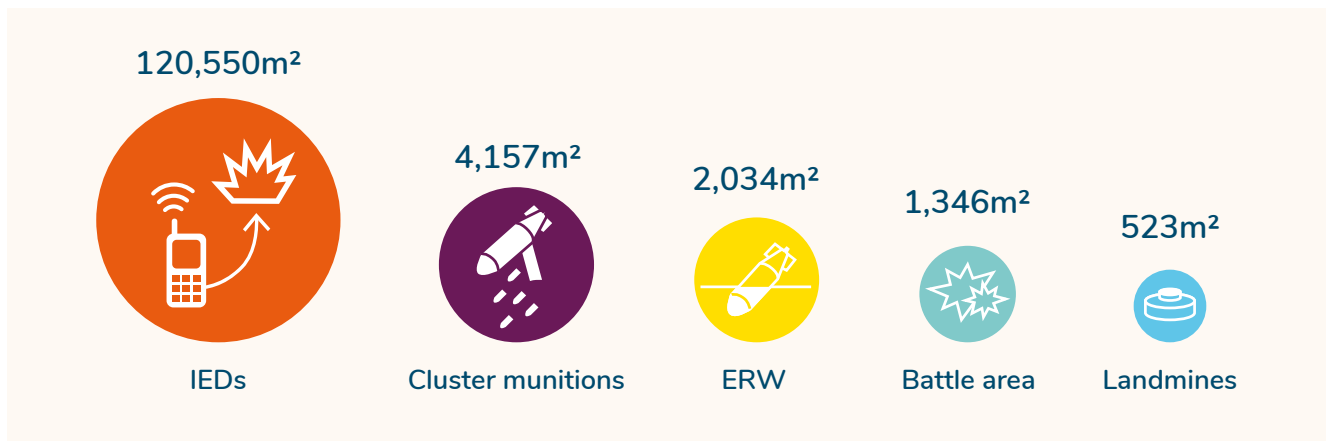 120,550m²
IEDs
4,157m²
Cluster munitions
2,034m²
ERW
1,346m²
Battle area
523m²
Landmines